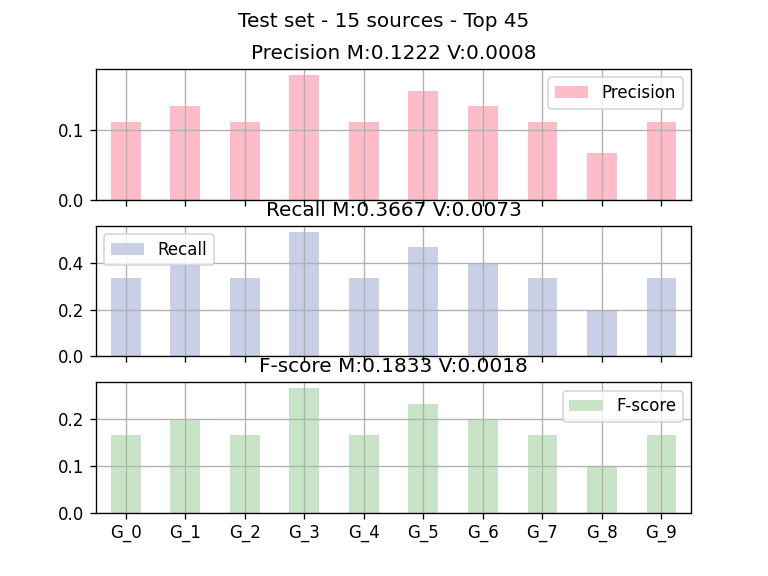 Test set - 15 sources - Top 45
Precision M:0.1222 V:0.0008
Precision
0.1
0.0
Recall M:0.3667 V:0.0073
Recall
0.4
0.2
0.0
F-score M:0.1833 V:0.0018
F-score
0.2
0.1
0.0
G_0 G_1 G_2 G_3 G_4 G_5 G_6 G_7 G_8 G_9